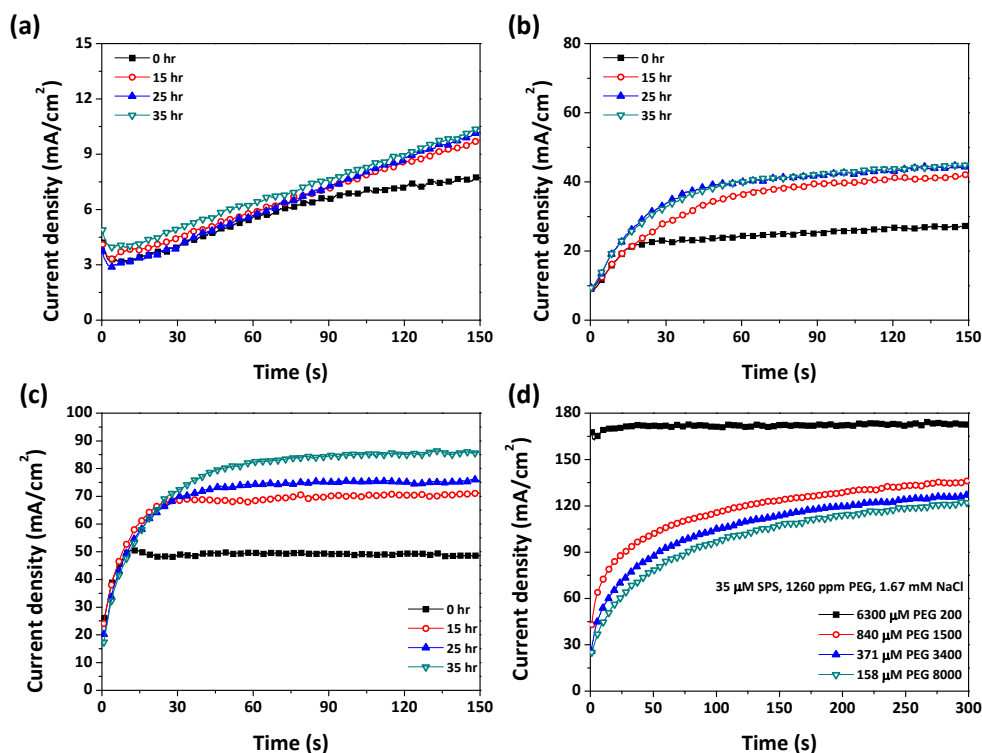 (a)
Current density (mA/cm²)
15
12
9
6
3
0
0 hr
15 hr
25 hr
35 hr
0 30 60 90 120 150
Time (s)
(b)
Current density (mA/cm²)
80
60
40
20
0
0 hr
15 hr
25 hr
35 hr
0 30 60 90 120 150
Time (s)
(c)
Current density (mA/cm²)
100
90
80
70
60
50
40
30
20
10
0
0 hr
15 hr
25 hr
35 hr
0 30 60 90 120 150
Time (s)
(d)
Current density (mA/cm²)
180
150
120
90
60
30
0
35 μM SPS, 1260 ppm PEG, 1.67 mM NaCl
6300 μM PEG 200
840 μM PEG 1500
371 μM PEG 3400
158 μM PEG 8000
0 50 100 150 200 250 300
Time (s)